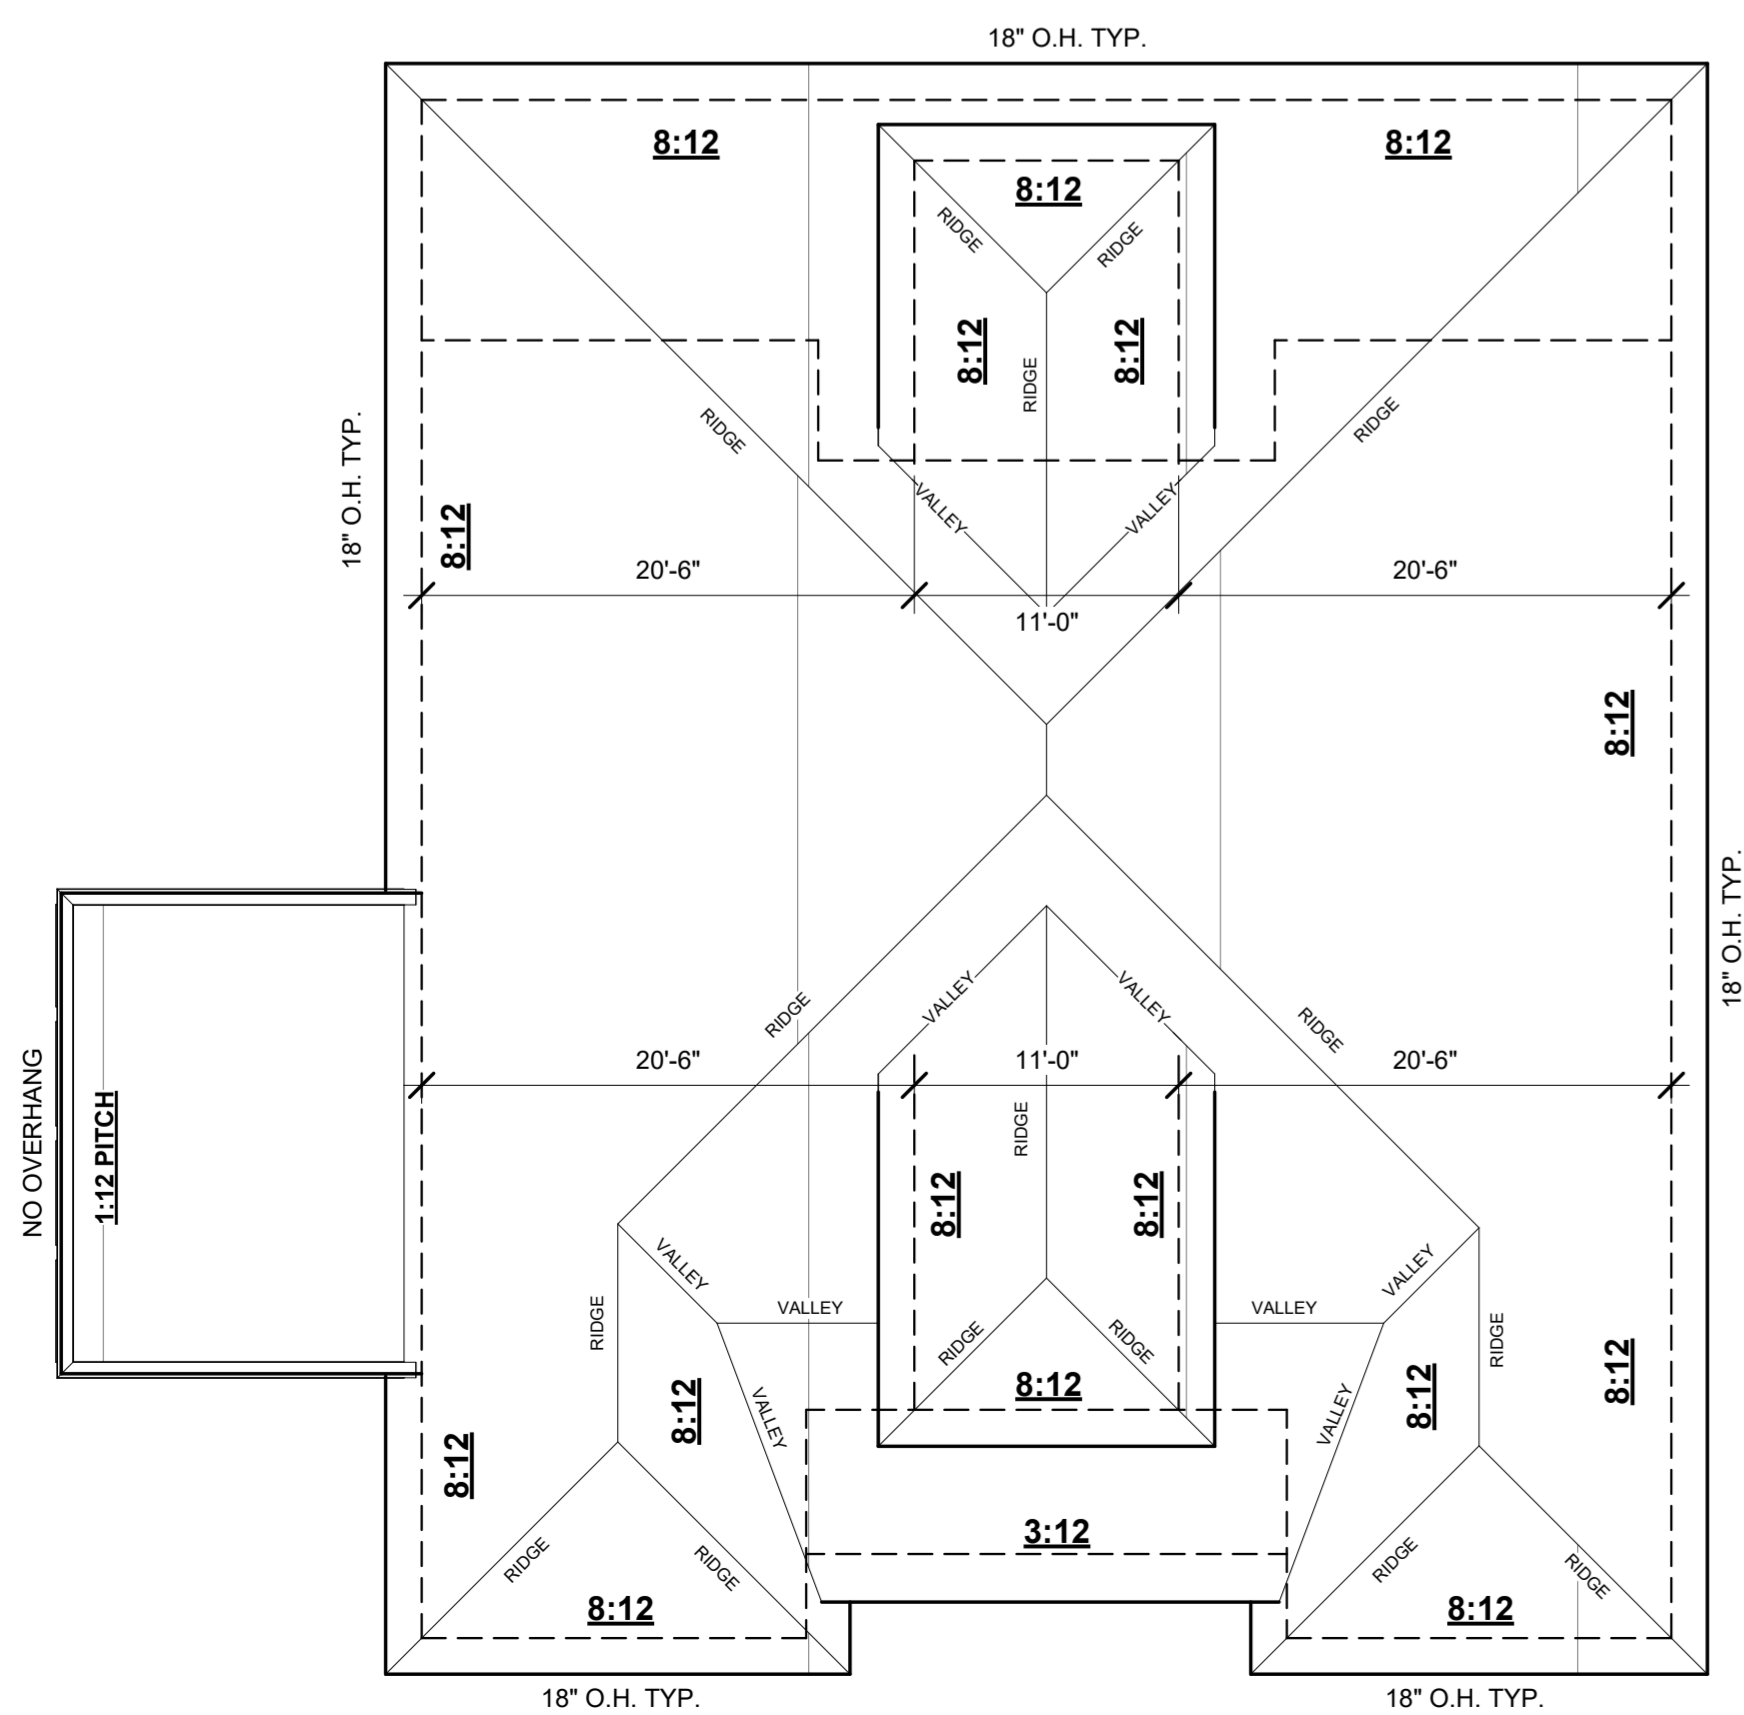 18" O.H. TYP.
8:12
8:12
8:12
RIDGE
RIDGE
8:12
8:12
RIDGE
RIDGE
RIDGE
18" O.H. TYP.
8:12
VALLEY
VALLEY
20'-6"
20'-6"
11'-0"
8:12
18" O.H. TYP.
VALLEY
VALLEY
RIDGE
RIDGE
20'-6"
11'-0"
20'-6"
NO OVERHANG
1:12 PITCH
RIDGE
8:12
8:12
VALLEY
VALLEY
VALLEY
VALLEY
RIDGE
RIDGE
RIDGE
RIDGE
8:12
8:12
8:12
8:12
VALLEY
VALLEY
8:12
3:12
RIDGE
RIDGE
RIDGE
RIDGE
8:12
8:12
18" O.H. TYP.
18" O.H. TYP.